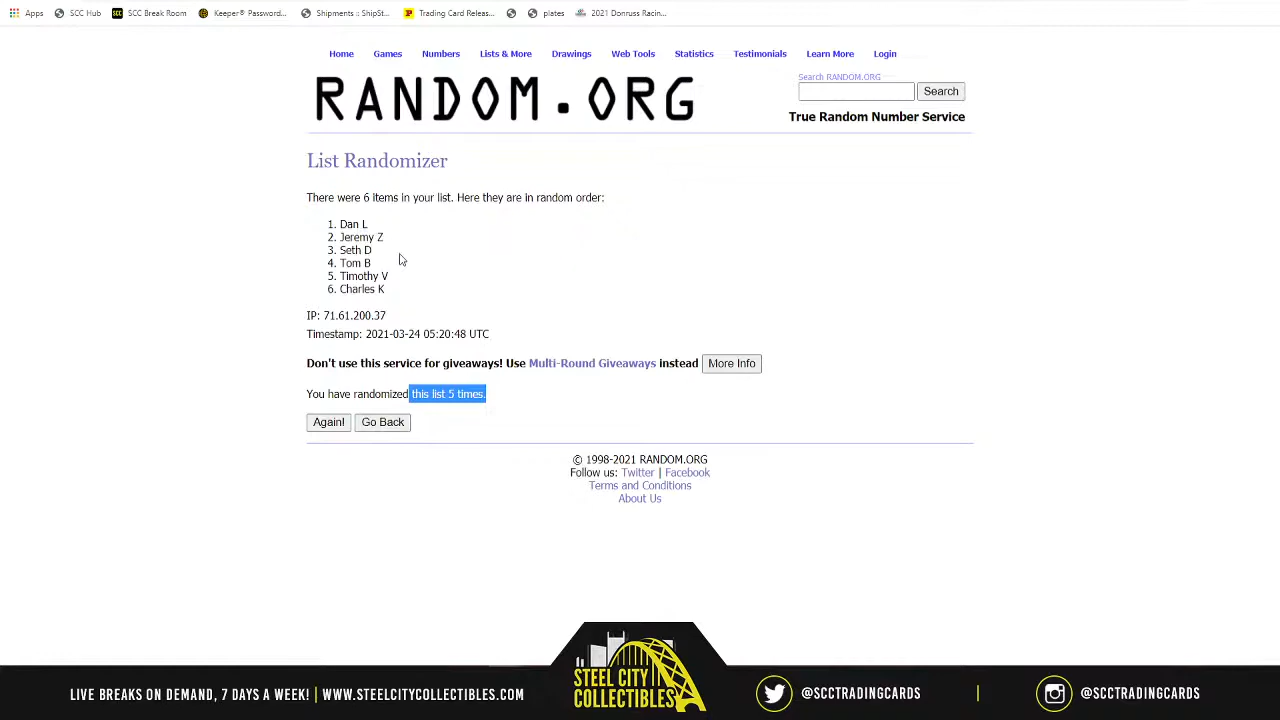 Apps SCC Hub SCC Break Room Keeper® Password... Shipments :: ShipSt... Trading Card Releas... plates 2021 Donruss Racin...
Home Games Numbers Lists & More Drawings Web Tools Statistics Testimonials Learn More Login
RANDOM.ORG
Search RANDOM.ORG
Search
True Random Number Service
List Randomizer
There were 6 items in your list. Here they are in random order:
1. Dan L
2. Jeremy Z
3. Seth D
4. Tom B
5. Timothy V
6. Charles K
IP: 71.61.200.37
Timestamp: 2021-03-24 05:20:48 UTC
Don't use this service for giveaways! Use Multi-Round Giveaways instead More Info
You have randomized this list 5 times.
Again! Go Back
© 1998-2021 RANDOM.ORG
Follow us: Twitter | Facebook
Terms and Conditions
About Us
LIVE BREAKS ON DEMAND, 7 DAYS A WEEK! | WWW.STEELCITYCOLLECTIBLES.COM
STEEL CITY
COLLECTIBLES
@SCCTRADINGCARDS | @SCCTRADINGCARDS